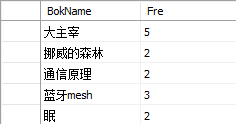 BokName Fre
大主宰 5
挪威的森林 2
通信原理 2
蓝牙mesh 3
眠 2